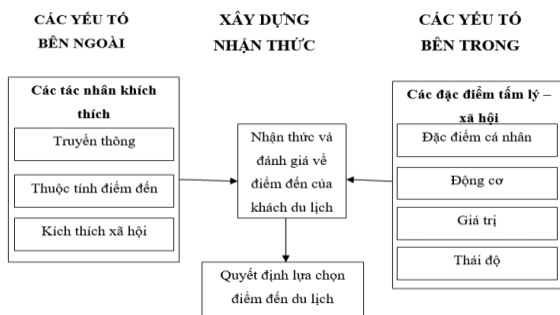 CÁC YẾU TỐ
BÊN NGOÀI
XÂY DỰNG
NHẬN THỨC
CÁC YẾU TỐ
BÊN TRONG
Các tác nhân khích
thích
Truyền thông
Thuộc tính điểm đến
Kích thích xã hội
Nhận thức và
đánh giá về
điểm đến của
khách du lịch
Quyết định lựa chọn
điểm đến du lịch
Các đặc điểm tấm lý –
xã hội
Đặc điểm cá nhân
Động cơ
Giá trị
Thái độ